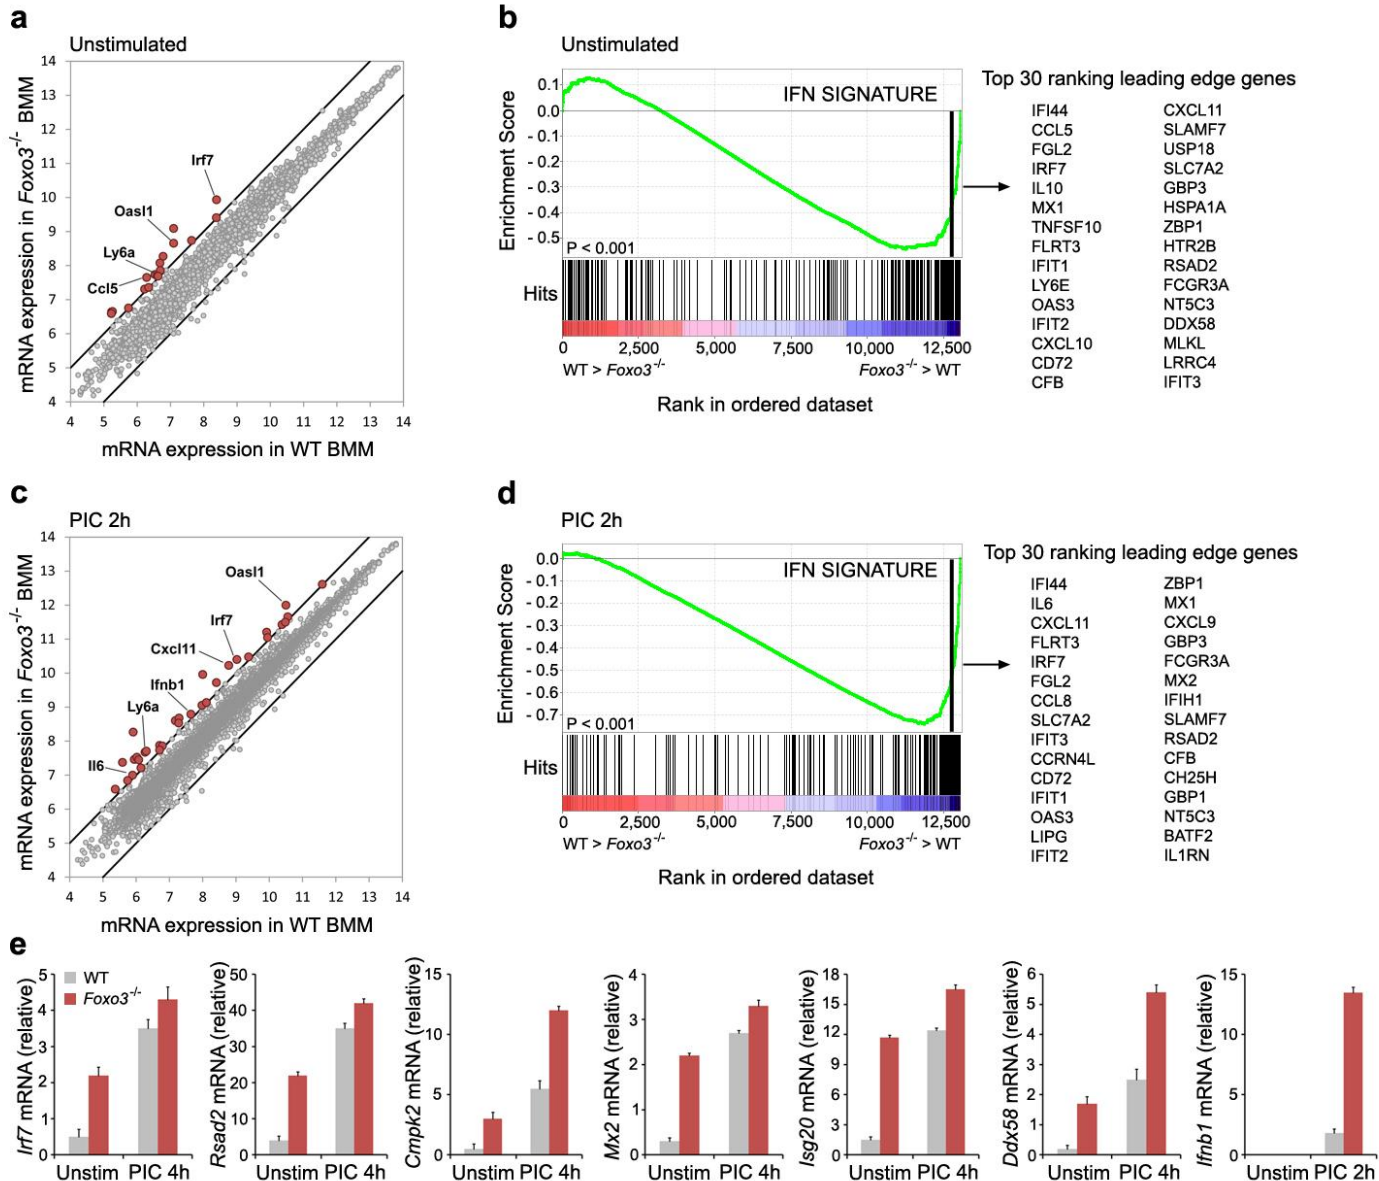 a
Unstimulated
mRNA expression in Foxo3-/- BMM
14
13
12
11
10
9
8
7
6
5
4
Irf7
Oasl1
Ly6a
Ccl5
4 5 6 7 8 9 10 11 12 13 14
mRNA expression in WT BMM
b
Unstimulated
Enrichment Score
0.1
0.0
- 0.1
- 0.2
- 0.3
- 0.4
- 0.5
IFN SIGNATURE
P < 0.001
Hits
0 2,500 5,000 7,500 10,000 12,500
WT > Foxo3-/- Foxo3-/- > WT
Rank in ordered dataset
Top 30 ranking leading edge genes
IFI44 CXCL11
CCL5 SLAMF7
FGL2 USP18
IRF7 SLC7A2
IL10 GBP3
MX1 HSPA1A
TNFSF10 ZBP1
FLRT3 HTR2B
IFIT1 RSAD2
LY6E FCGR3A
OAS3 NT5C3
IFIT2 DDX58
CXCL10 MLKL
CD72 LRRC4
CFB IFIT3
c
PIC 2h
mRNA expression in Foxo3-/- BMM
14
13
12
11
10
9
8
7
6
5
4
Oasl1
Irf7
Cxcl11
Ifnb1
Ly6a
Il6
4 5 6 7 8 9 10 11 12 13 14
mRNA expression in WT BMM
d
PIC 2h
Enrichment Score
0.0
- 0.1
- 0.2
- 0.3
- 0.4
- 0.5
- 0.6
- 0.7
IFN SIGNATURE
P < 0.001
Hits
0 2,500 5,000 7,500 10,000 12,500
WT > Foxo3-/- Foxo3-/- > WT
Rank in ordered dataset
Top 30 ranking leading edge genes
IFI44 ZBP1
IL6 MX1
CXCL11 CXCL9
FLRT3 GBP3
IRF7 FCGR3A
FGL2 MX2
CCL8 IFIH1
SLC7A2 SLAMF7
IFIT3 RSAD2
CCRN4L CFB
CD72 CH25H
IFIT1 GBP1
OAS3 NT5C3
LIPG BATF2
IFIT2 IL1RN
e
WT
Foxo3-/-
Irf7 mRNA (relative)
5
4
3
2
1
0
Unstim PIC 4h
Rsad2 mRNA (relative)
50
40
30
20
10
0
Unstim PIC 4h
Cmpk2 mRNA (relative)
15
10
5
0
Unstim PIC 4h
Mx2 mRNA (relative)
4
3
2
1
0
Unstim PIC 4h
Isg20 mRNA (relative)
18
15
12
9
6
3
0
Unstim PIC 4h
Ddx58 mRNA (relative)
6
5
4
3
2
1
0
Unstim PIC 4h
Ifnb1 mRNA (relative)
15
10
5
0
Unstim PIC 2h